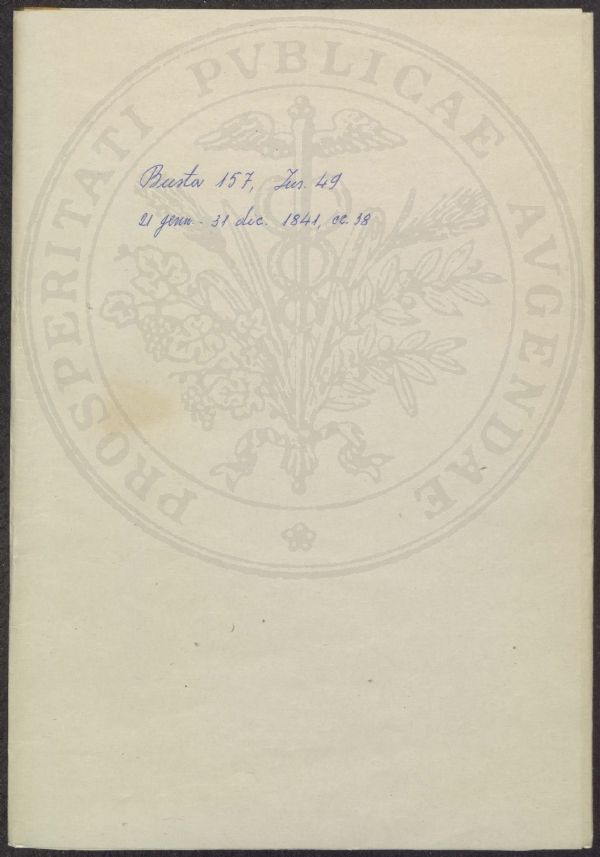 PROSPERITATI PVBLICAE AVGENDAE
Busta 157, Ins. 49
21 genn. - 31 dic. 1841, cc. 38